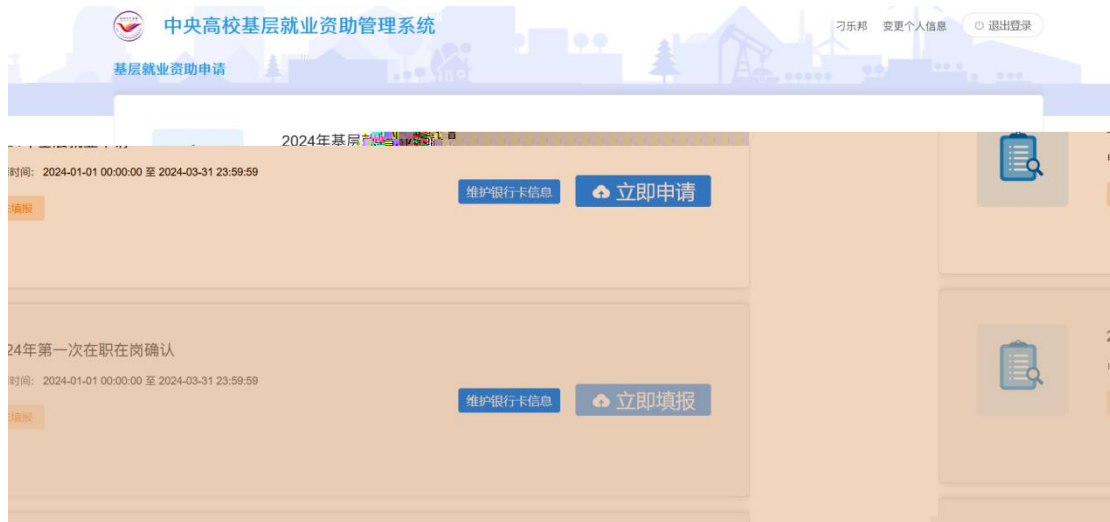 中央高校基层就业资助管理系统
刁乐邦 变更个人信息 退出登录
基层就业资助申请
2024年基层
时间: 2024-01-01 00:00:00 至 2024-03-31 23:59:59
填报
维护银行卡信息 立即申请
24年第一次在职在岗确认
时间: 2024-01-01 00:00:00 至 2024-03-31 23:59:59
填报
维护银行卡信息 立即填报